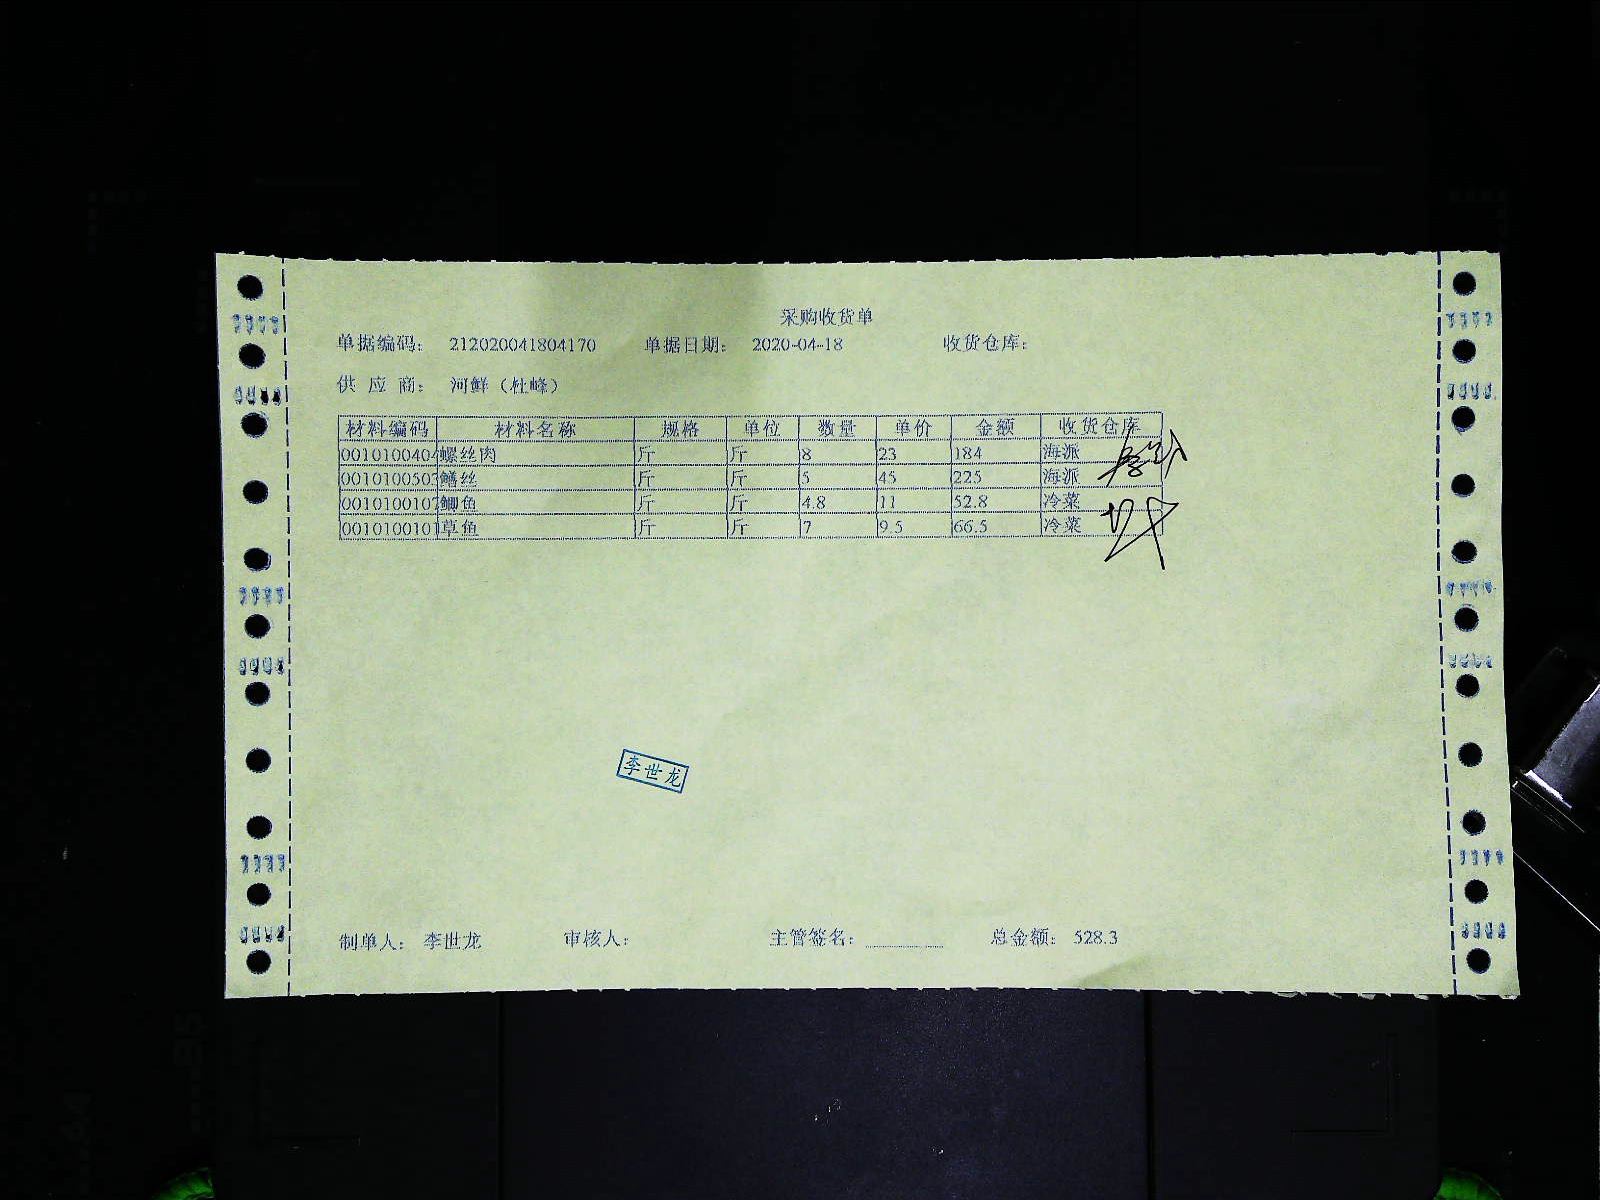 采购收货单
单据编码： 212020041804170 单据日期： 2020-04-18 收货仓库：
供 应 商： 河鲜（杜峰）
材料编码 材料名称 规格 单位 数量 单价 金额 收货仓库
0010100404 螺丝肉 斤 斤 8 23 184 海派
0010100503 鳝丝 斤 斤 5 45 225 海派
0010100107 鲫鱼 斤 斤 4.8 11 52.8 冷菜
0010100101 草鱼 斤 斤 7 9.5 66.5 冷菜
李世龙
制单人： 李世龙 审核人： 主管签名： 总金额： 528.3